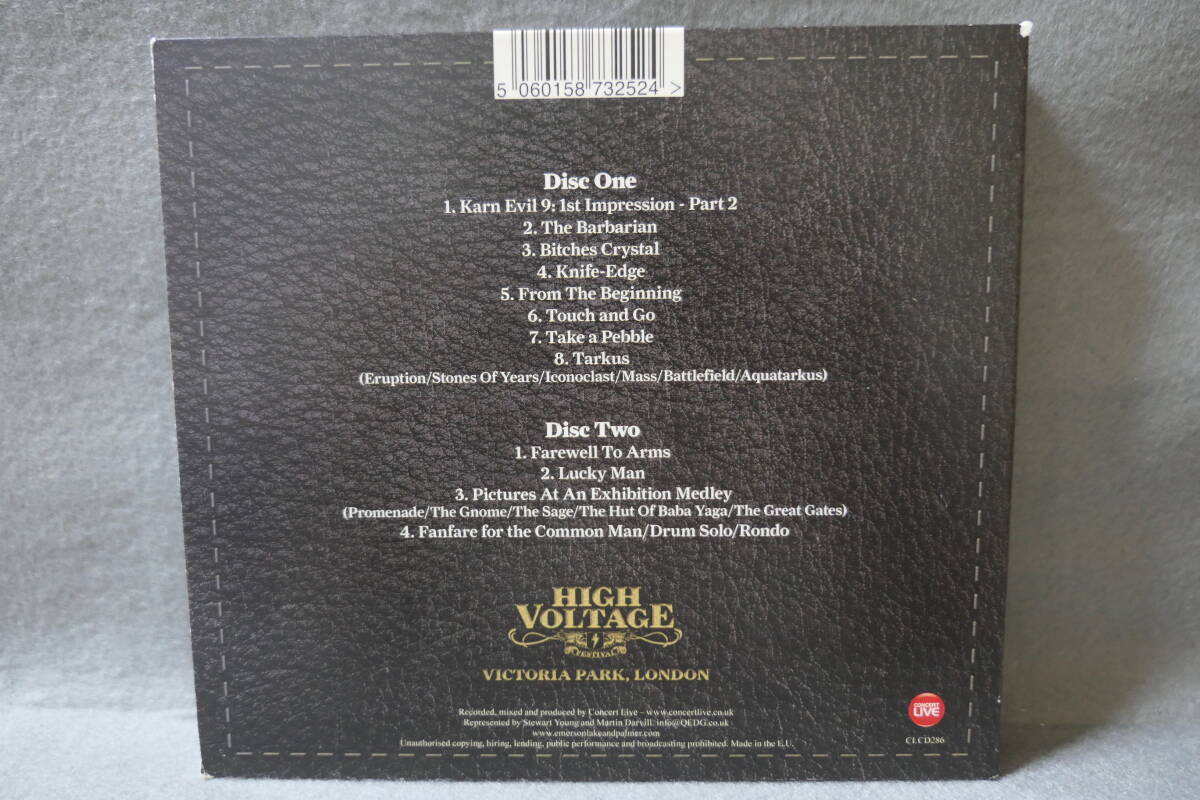 5 060158 732524 >
Disc One
1. Karn Evil 9: 1st Impression - Part 2
2. The Barbarian
3. Bitches Crystal
4. Knife-Edge
5. From The Beginning
6. Touch and Go
7. Take a Pebble
8. Tarkus
(Eruption/Stones Of Years/Iconoclast/Mass/Battlefield/Aquatarkus)
Disc Two
1. Farewell To Arms
2. Lucky Man
3. Pictures At An Exhibition Medley
(Promenade/The Gnome/The Sage/The Hut Of Baba Yaga/The Great Gates)
4. Fanfare for the Common Man/Drum Solo/Rondo
HIGH
VOLTAGE
FESTIVAL
VICTORIA PARK, LONDON
Recorded, mixed and produced by Concert Live – www.concertlive.co.uk
Represented by Stewart Young and Martin Darvill. info@QEDG.co.uk
www.emersonlakeandpalmer.com
Unauthorised copying, hiring, lending, public performance and broadcasting prohibited. Made in the E.U.
CONCERT
LIVE
CLCD286